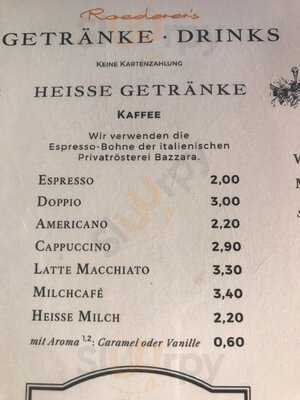 Roederer's
GETRÄNKE · DRINKS
KEINE KARTENZAHLUNG
HEISSE GETRÄNKE
KAFFEE
Wir verwenden die
Espresso-Bohne der italienischen
Privatrösterei Bazzara.
ESPRESSO 2,00
DOPPIO 3,00
AMERICANO 2,20
CAPPUCCINO 2,90
LATTE MACCHIATO 3,30
MILCHCAFÉ 3,40
HEISSE MILCH 2,20
mit Aroma 1,2: Caramel oder Vanille 0,60